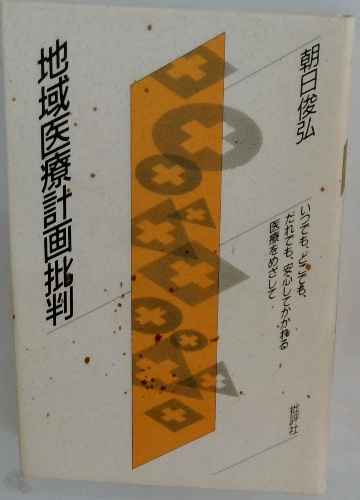 朝日俊弘
地域医療計画批判
いつでも、どこでも、
だれでも、安心してかかれる
医療をめざして
批評社